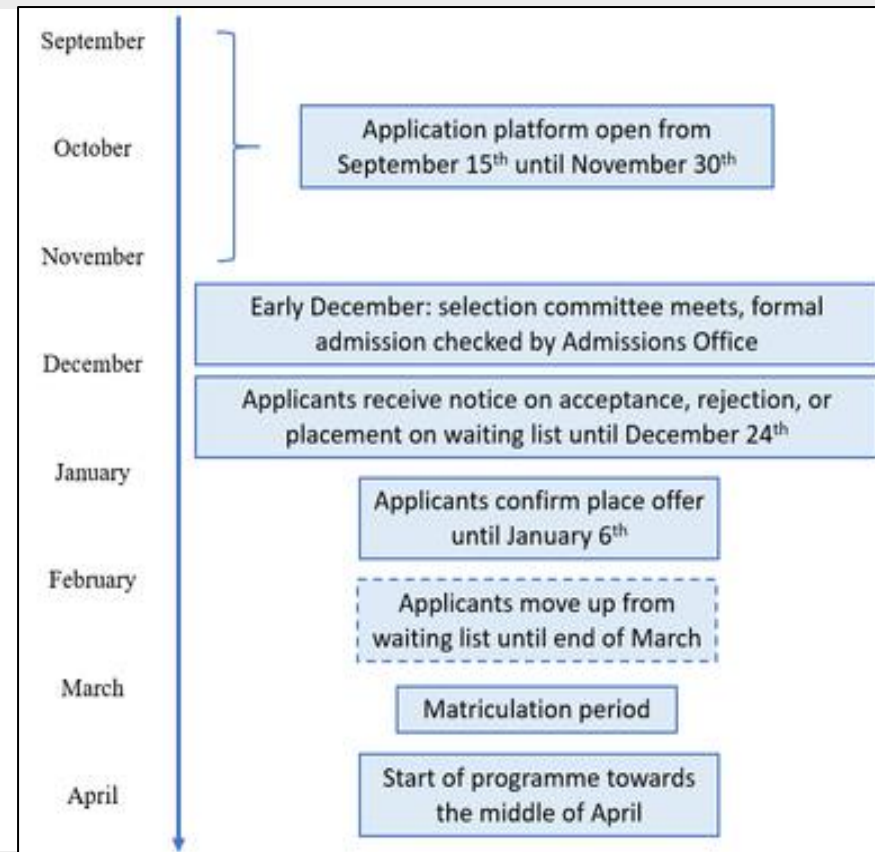 September
October
Application platform open from
September 15th until November 30th
November
Early December: selection committee meets, formal
admission checked by Admissions Office
December
Applicants receive notice on acceptance, rejection, or
placement on waiting list until December 24th
January
Applicants confirm place offer
until January 6th
February
Applicants move up from
waiting list until end of March
March
Matriculation period
April
Start of programme towards
the middle of April